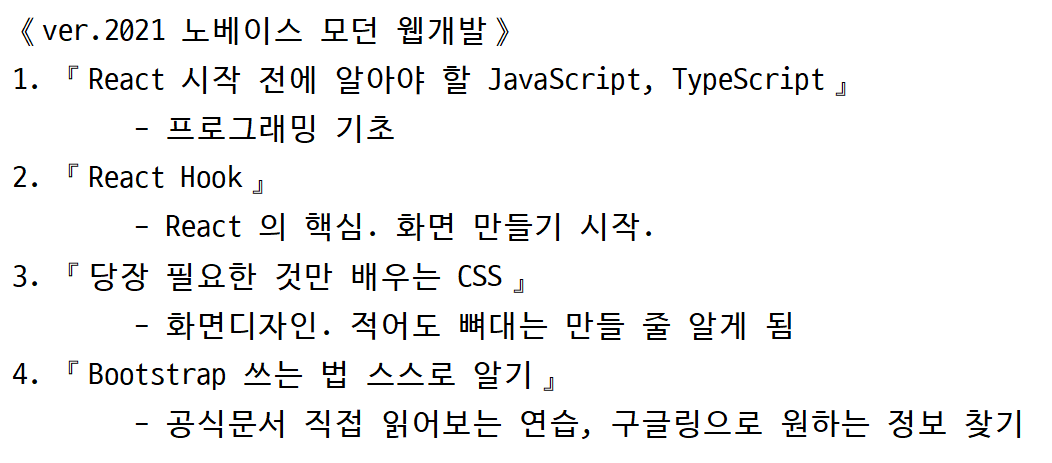 《ver.2021 노베이스 모던 웹개발》
1. 『React 시작 전에 알아야 할 JavaScript, TypeScript』
- 프로그래밍 기초
2. 『React Hook』
- React 의 핵심. 화면 만들기 시작.
3. 『당장 필요한 것만 배우는 CSS』
- 화면디자인. 적어도 뼈대는 만들 줄 알게 됨
4. 『Bootstrap 쓰는 법 스스로 알기』
- 공식문서 직접 읽어보는 연습, 구글링으로 원하는 정보 찾기